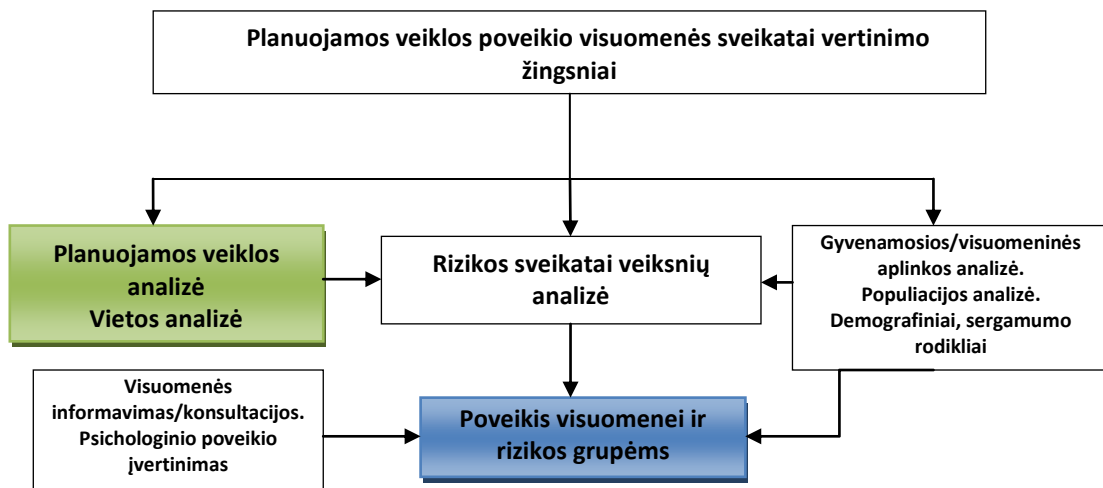 Planuojamos veiklos poveikio visuomenės sveikatai vertinimo
žingsniai
Planuojamos veiklos
analizė
Vietos analizė
Rizikos sveikatai veiksnių
analizė
Gyvenamosios/visuomeninės
aplinkos analizė.
Populiacijos analizė.
Demografiniai, sergamumo
rodikliai
Visuomenės
informavimas/konsultacijos.
Psichologinio poveikio
įvertinimas
Poveikis visuomenei ir
rizikos grupėms